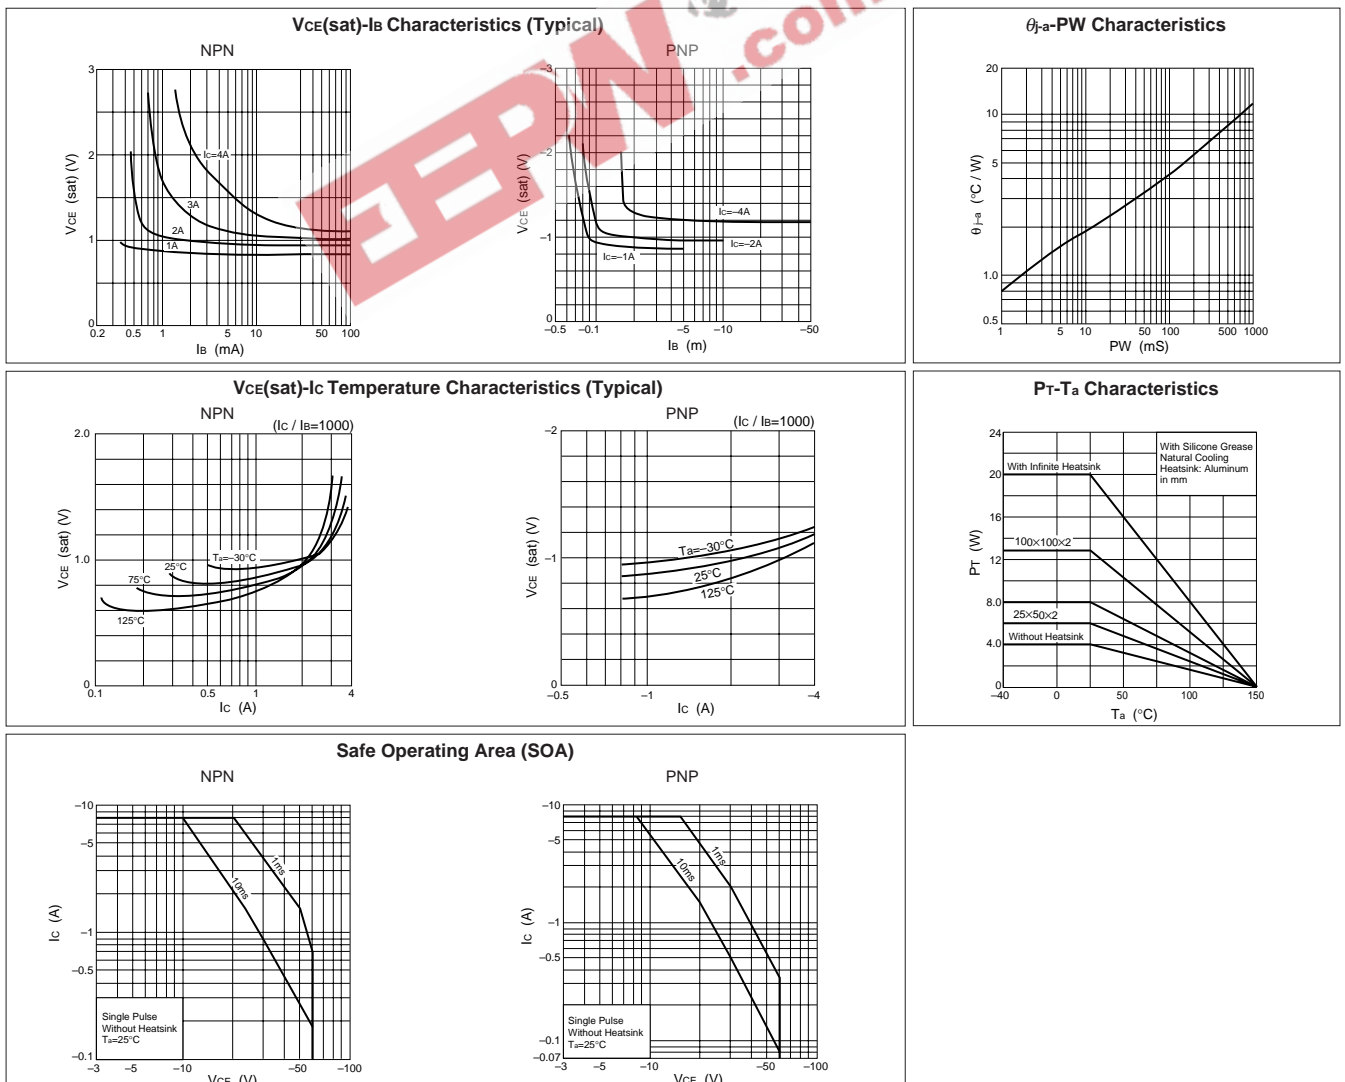 VCE(sat)-IB Characteristics (Typical)
NPN
3
2
1
0
VCE (sat) (V)
IC=4A
3A
2A
1A
0.2 0.5 1 5 10 50 100
IB (mA)
PNP
–3
–2
–1
0
VCE (sat) (V)
IC=–4A
IC=–2A
IC=–1A
–0.5 –0.1 –5 –10 –50
IB (m)
EEPW.com
θj-a-PW Characteristics
20
10
5
1.0
0.5
θj-a (°C / W)
1 5 10 50 100 500 1000
PW (mS)
VCE(sat)-IC Temperature Characteristics (Typical)
NPN
(IC / IB=1000)
2.0
1.0
0
VCE (sat) (V)
Ta=–30°C
25°C
75°C
125°C
0.1 0.5 1 4
IC (A)
PNP
(IC / IB=1000)
–2
–1
0
VCE (sat) (V)
Ta=–30°C
25°C
125°C
–0.5 –1 –4
IC (A)
PT-Ta Characteristics
24
20
16
12
8.0
4.0
0
PT (W)
With Silicone Grease
Natural Cooling
Heatsink: Aluminum
in mm
With Infinite Heatsink
100×100×2
25×50×2
Without Heatsink
–40 0 50 100 150
Ta (°C)
Safe Operating Area (SOA)
NPN
–10
–5
–1
–0.5
–0.1
IC (A)
1ms
10ms
Single Pulse
Without Heatsink
Ta=25°C
–3 –5 –10 –50 –100
VCE (V)
PNP
–10
–5
–1
–0.5
–0.1
–0.07
IC (A)
1ms
10ms
Single Pulse
Without Heatsink
Ta=25°C
–3 –5 –10 –50 –100
VCE (V)